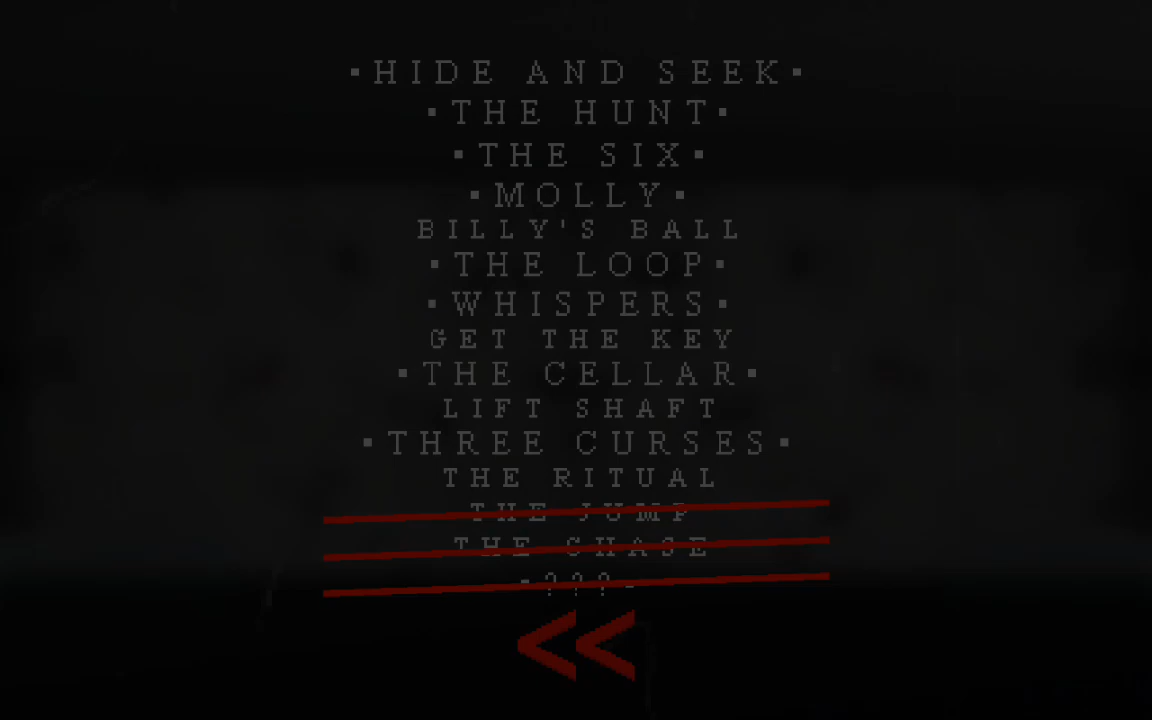 ▪HIDE AND SEEK▪
▪THE HUNT▪
▪THE SIX▪
▪MOLLY▪
BILLY'S BALL
▪THE LOOP▪
▪WHISPERS▪
GET THE KEY
▪THE CELLAR▪
LIFT SHAFT
▪THREE CURSES▪
THE RITUAL
THE JUMP
THE CHASE
-???-
<<